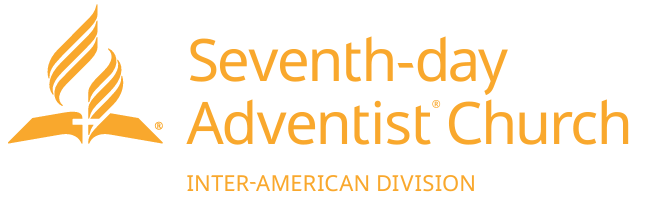 Seventh-day
Adventist® Church
INTER-AMERICAN DIVISION
®